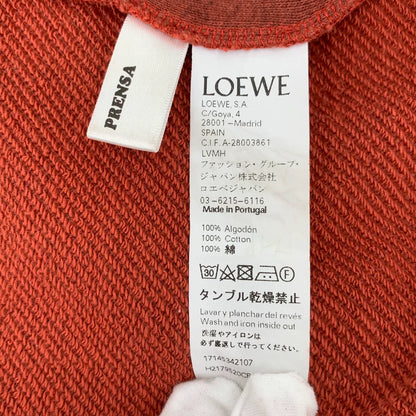 PRENSA
LOEWE
LOEWE, S.A.
C/Goya, 4
28001-Madrid
SPAIN
C.I.F. A-28003861
LVMH
ファッション・グループ・
ジャパン株式会社
ロエベジャパン
03-6215-6116
Made in Portugal
100% Algodón
100% Cotton
100% 綿
30
F
タンブル乾燥禁止
Lavar y planchar del revés
Wash and iron inside out
洗濯やアイロンは
必ず裏返しで行ってください。
17145342107